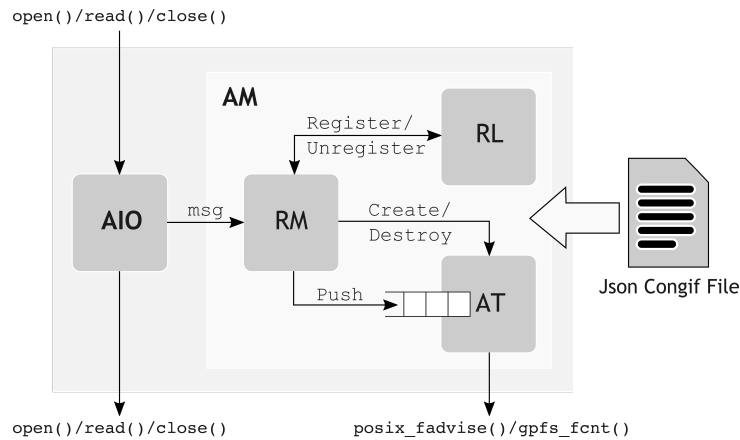 open()/read()/close()
AM
Register/
Unregister
RL
AIO
msg
RM
Create/
Destroy
Json Congif File
Push
AT
open()/read()/close()
posix_fadvise()/gpfs_fcnt()